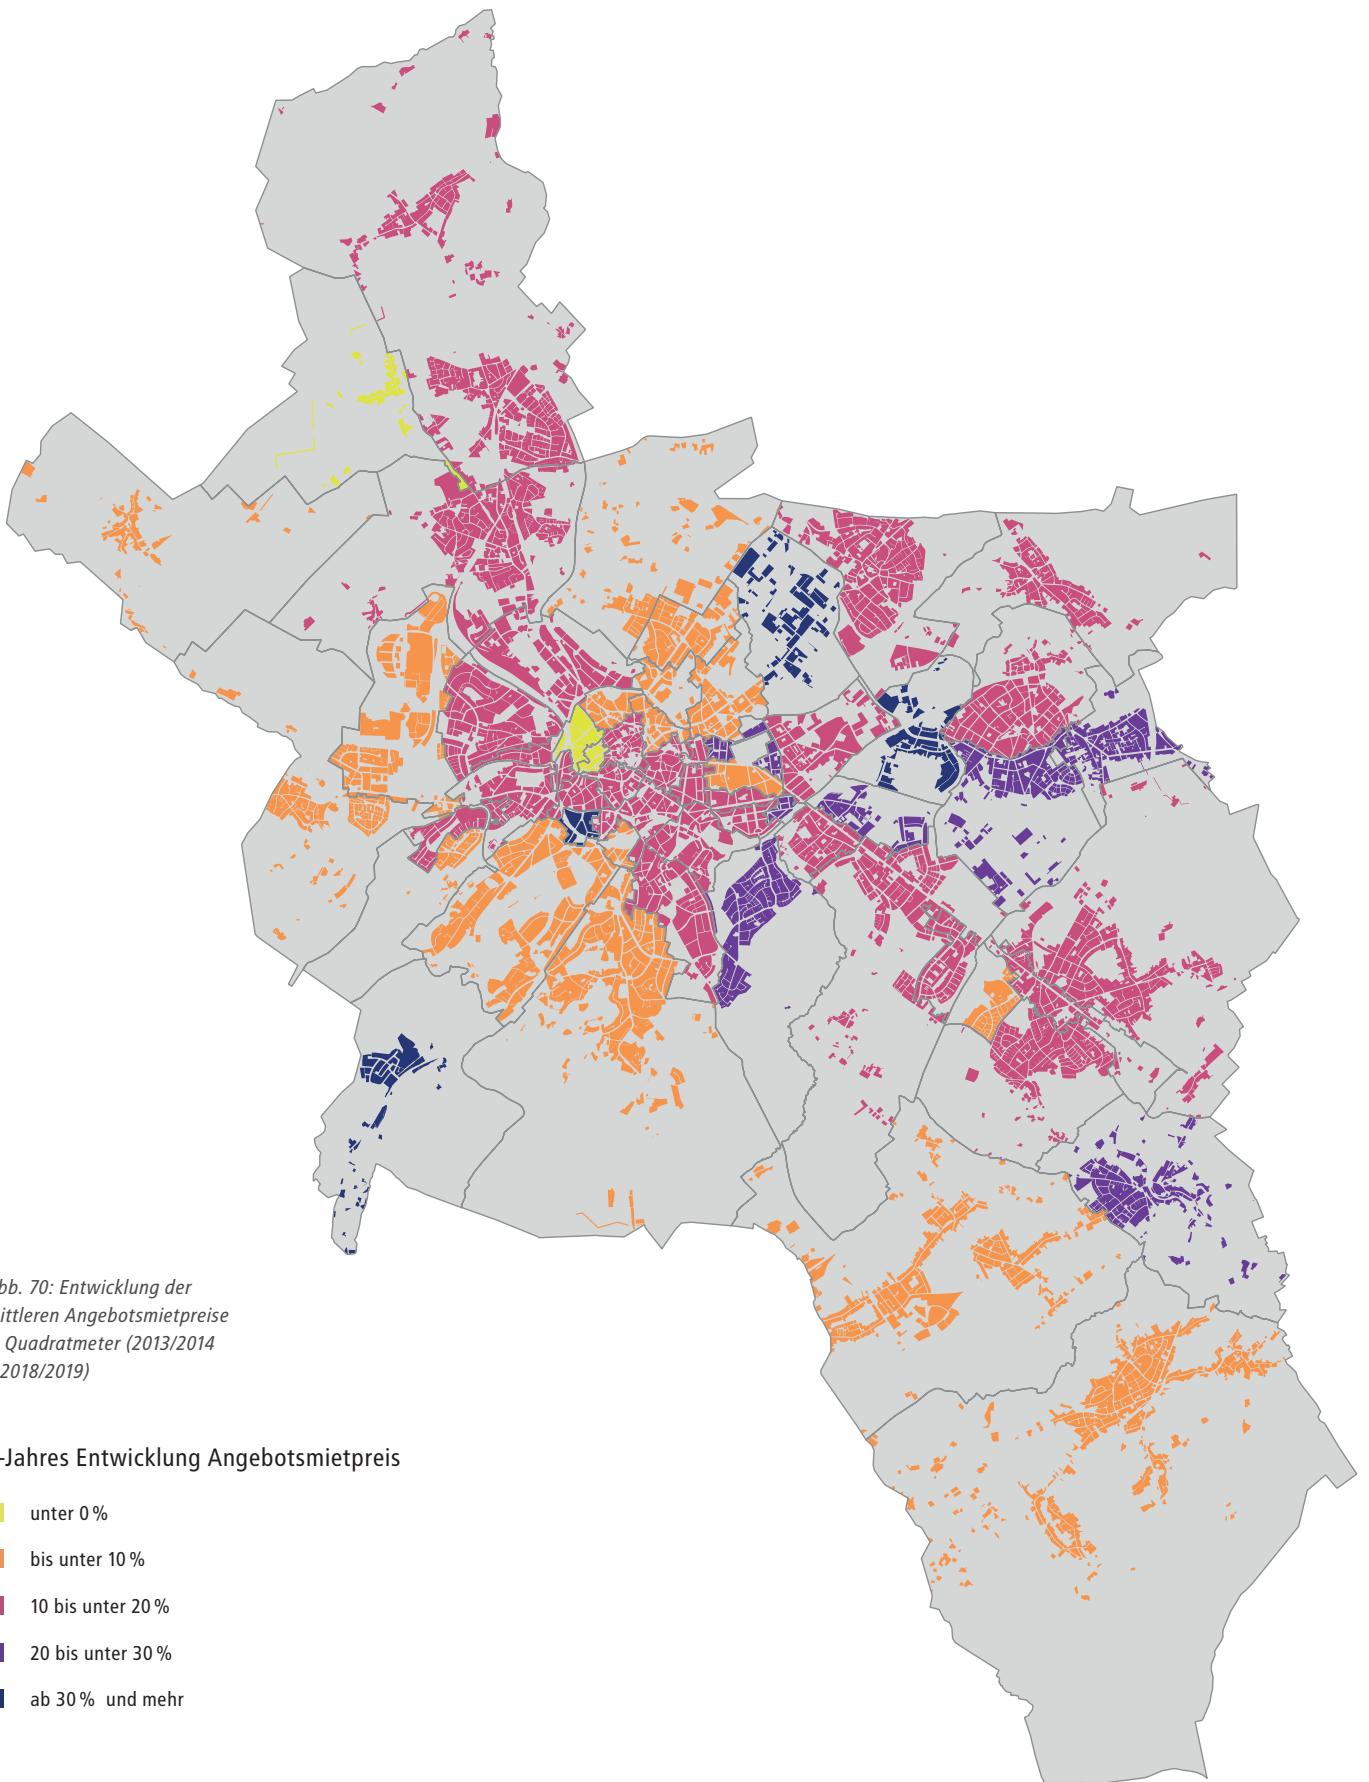 bb. 70: Entwicklung der
ittleren Angebotsmietpreise
Quadratmeter (2013/2014
2018/2019)
-Jahres Entwicklung Angebotsmietpreis
unter 0 %
bis unter 10 %
10 bis unter 20 %
20 bis unter 30 %
ab 30 % und mehr